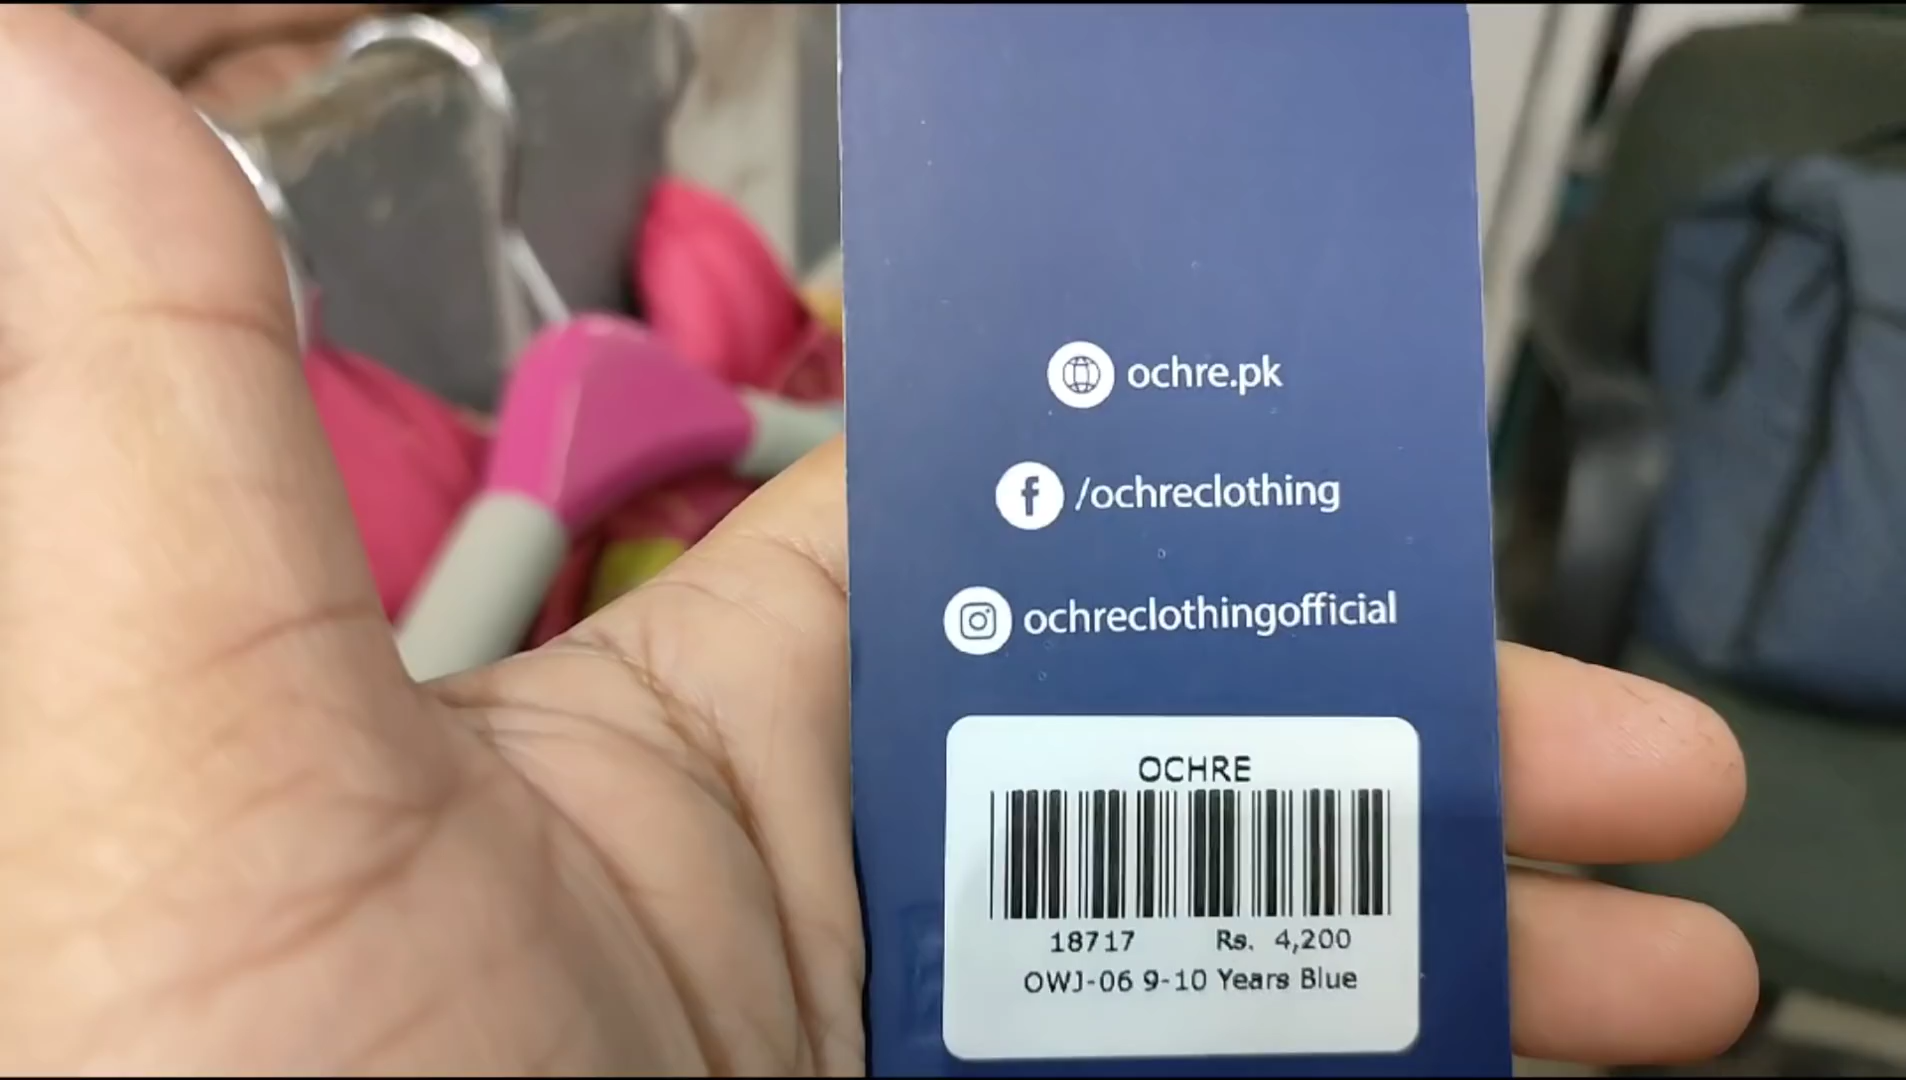 ochre.pk
/ochreclothing
ochreclothingofficial
OCHRE
18717 Rs. 4,200
OWJ-06 9-10 Years Blue